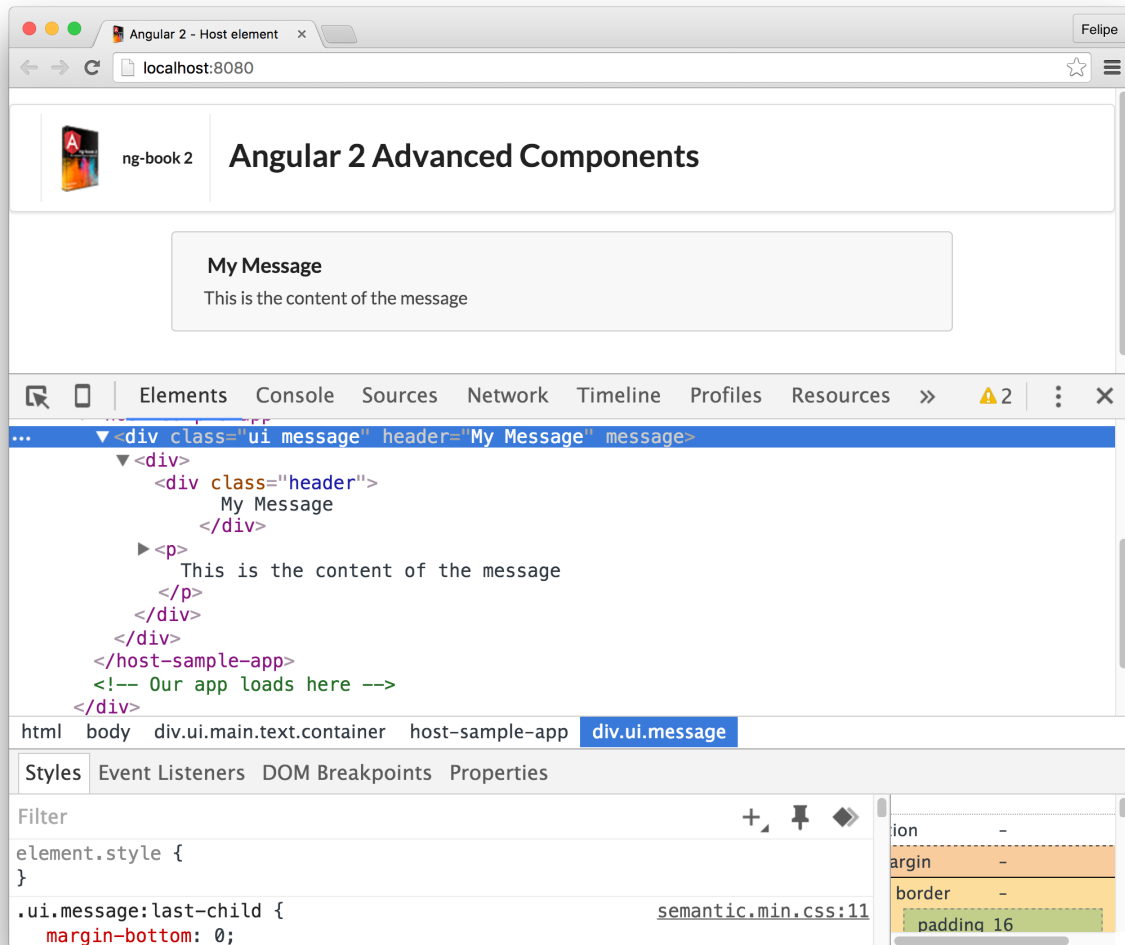 Angular 2 - Host element
Felipe
localhost:8080
ng-book 2
Angular 2 Advanced Components
My Message
This is the content of the message
Elements Console Sources Network Timeline Profiles Resources » 2
<div class="ui message" header="My Message" message>
<div>
<div class="header">
My Message
</div>
<p>
This is the content of the message
</p>
</div>
</div>
</host-sample-app>
<!-- Our app loads here -->
</div>
html body div.ui.main.text.container host-sample-app div.ui.message
Styles Event Listeners DOM Breakpoints Properties
Filter
element.style {
}
.ui.message:last-child { semantic.min.css:11
margin-bottom: 0;
ion -
argin -
border -
padding 16